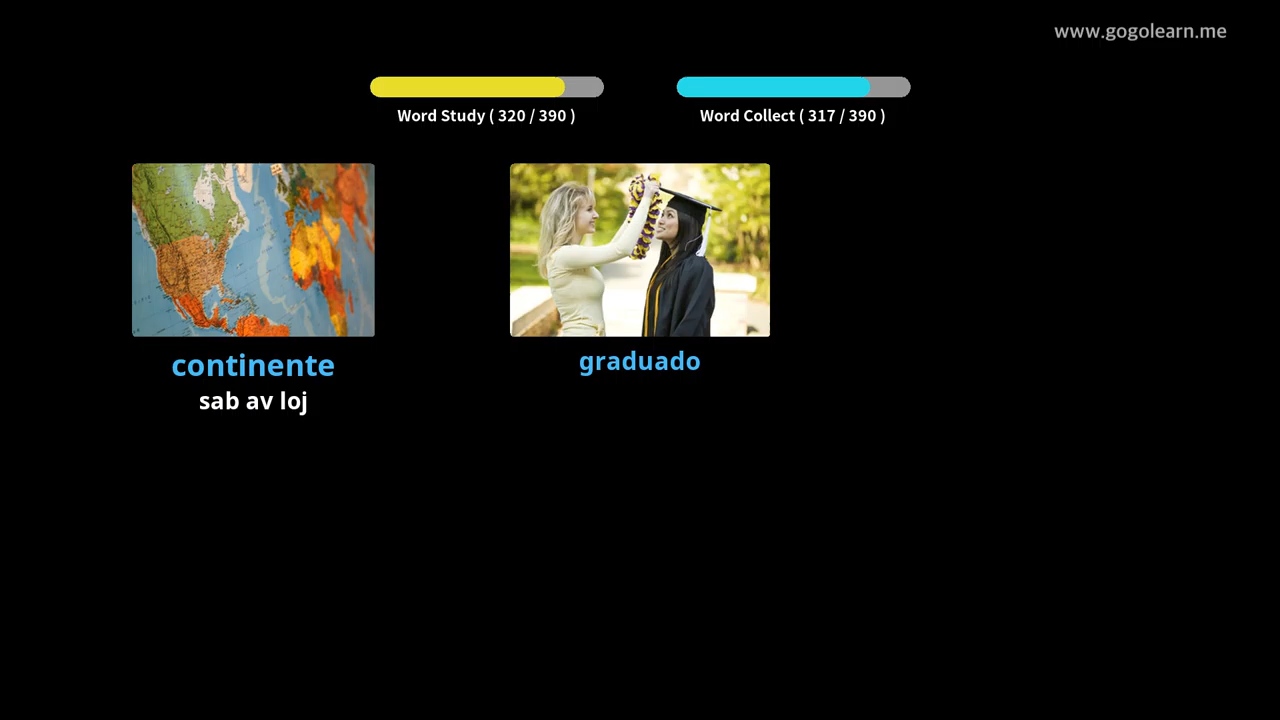 www.gogolearn.me
Word Study ( 320 / 390 )
Word Collect ( 317 / 390 )
continente
sab av loj
graduado